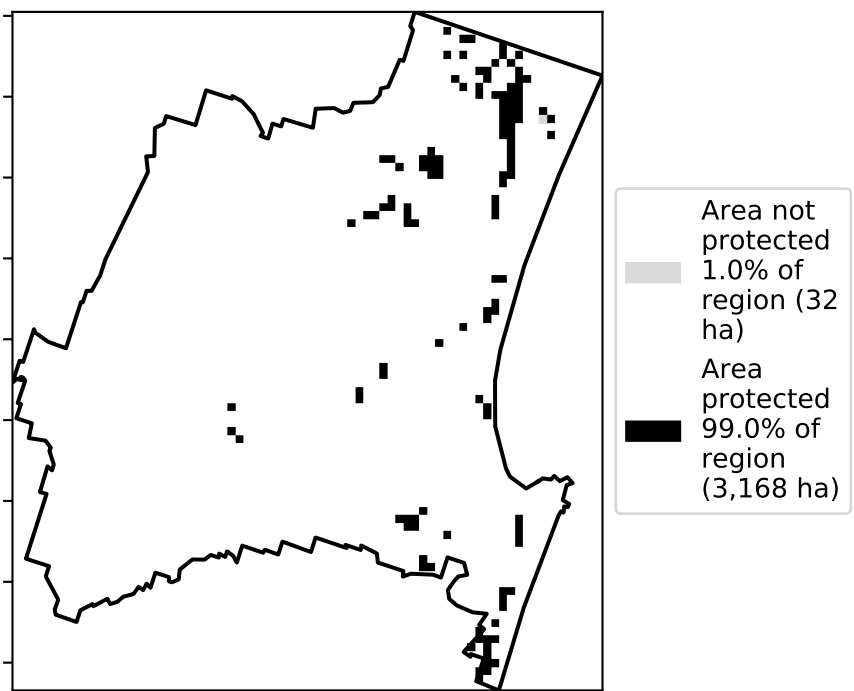 Area not
protected
1.0% of
region (32
ha)
Area
protected
99.0% of
region
(3,168 ha)